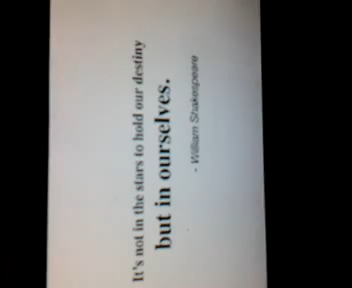 It's not in the stars to hold our destiny
but in ourselves.
- William Shakespeare